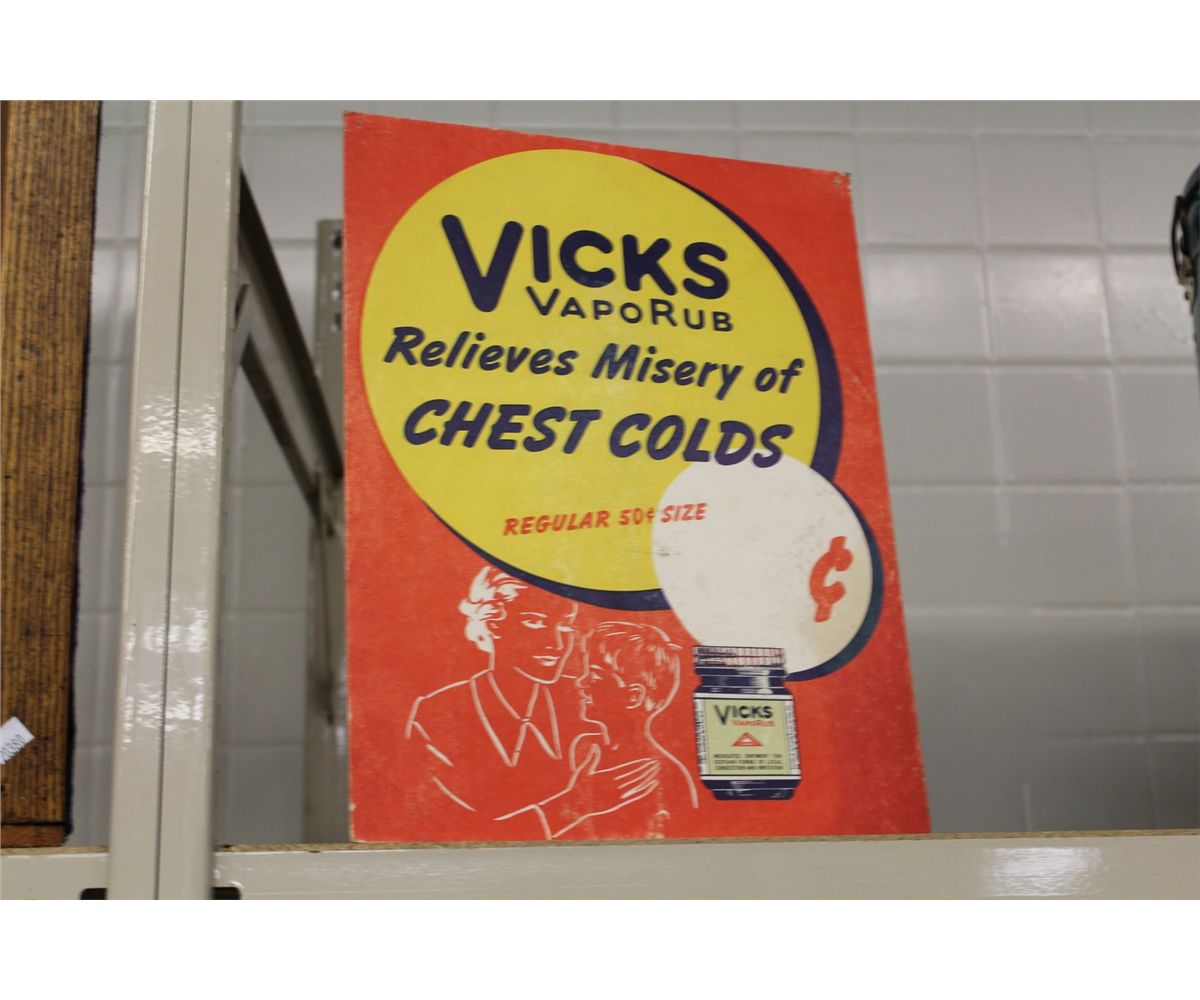 VICKS
VAPORUB
Relieves Misery of
CHEST COLDS
REGULAR 50¢ SIZE
¢
VICKS
VAPORUB